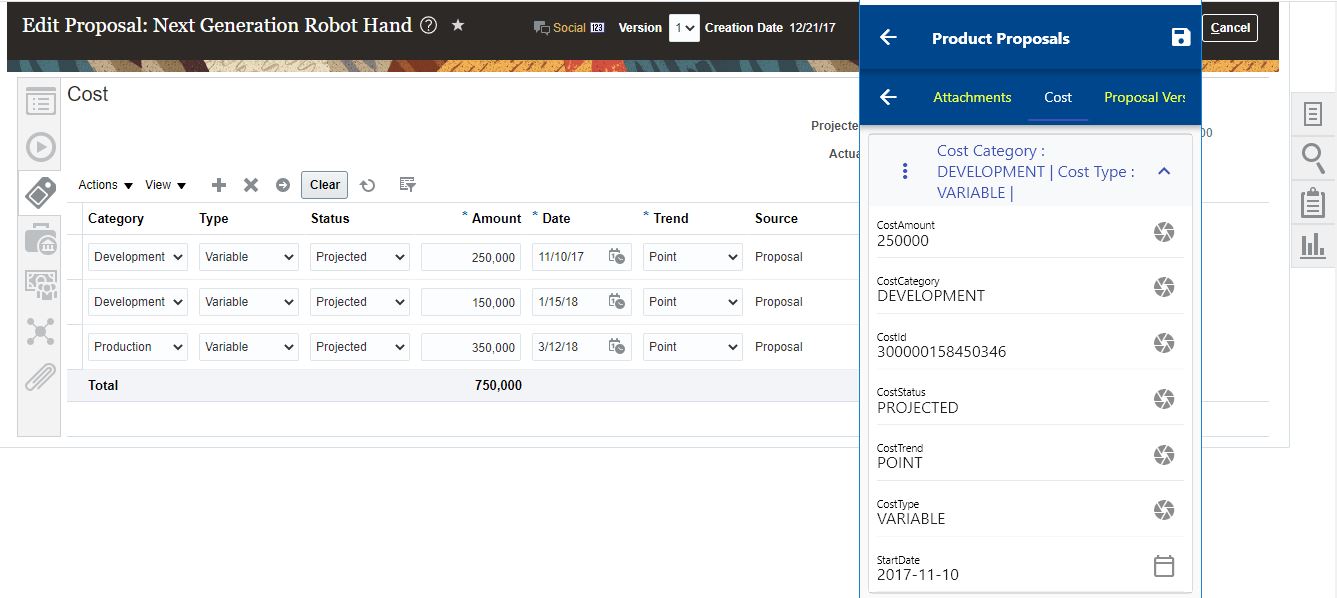 Edit Proposal: Next Generation Robot Hand ?
Social 123 Version 1 Creation Date 12/21/17
Cancel
Cost
Projecte
Actua
00
Actions View Clear
Category Type Status * Amount * Date * Trend Source
Development Variable Projected 250,000 11/10/17 Point Proposal
Development Variable Projected 150,000 1/15/18 Point Proposal
Production Variable Projected 350,000 3/12/18 Point Proposal
Total 750,000
Product Proposals
Attachments Cost Proposal Vers
Cost Category :
DEVELOPMENT | Cost Type :
VARIABLE |
CostAmount
250000
CostCategory
DEVELOPMENT
CostId
300000158450346
CostStatus
PROJECTED
CostTrend
POINT
CostType
VARIABLE
StartDate
2017-11-10